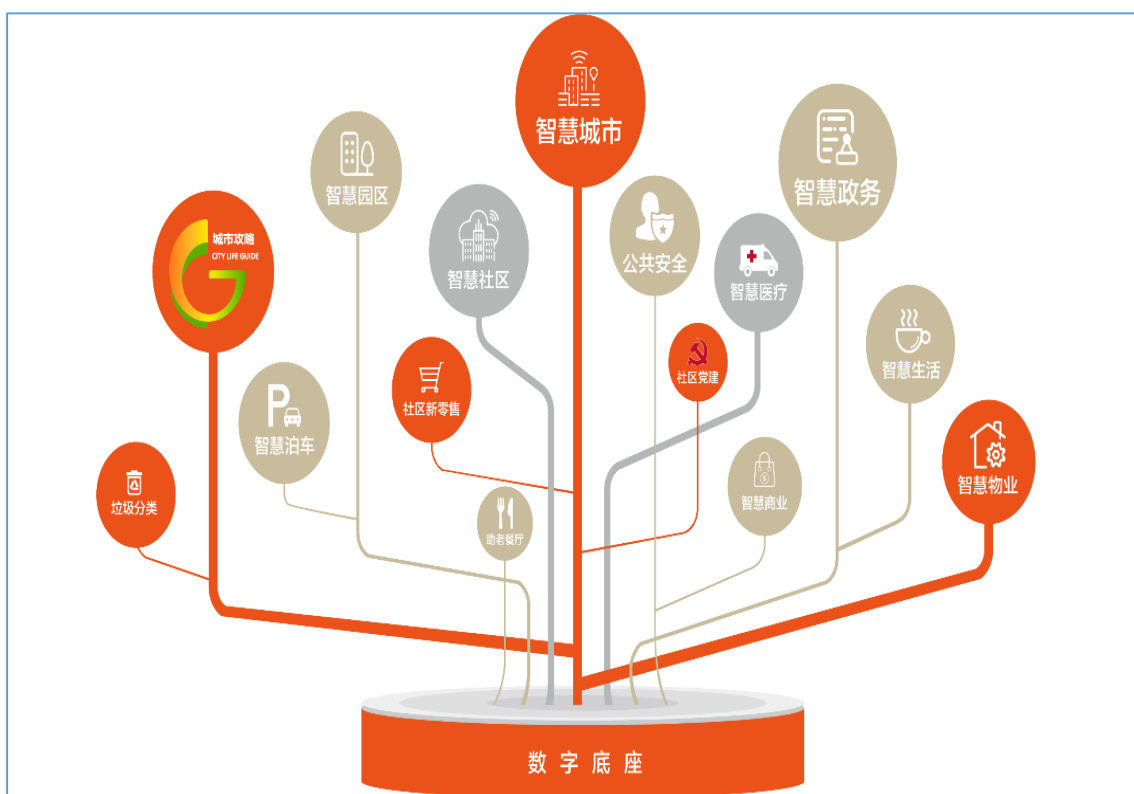 智慧城市
智慧园区
智慧政务
城市攻略
CITY LIFE GUIDE
智慧社区
公共安全
智慧医疗
社区新零售
社区党建
智慧生活
智慧泊车
垃圾分类
助老餐厅
智慧商业
智慧物业
数字底座